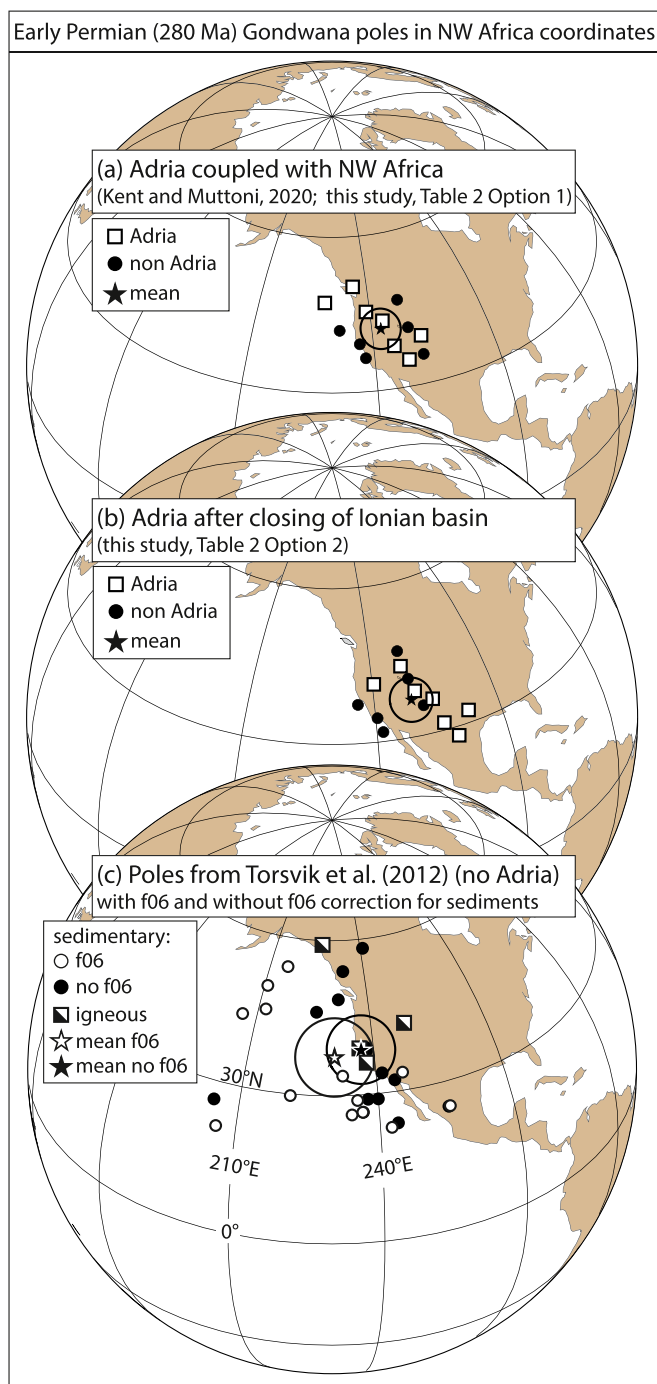 Early Permian (280 Ma) Gondwana poles in NW Africa coordinates
(a) Adria coupled with NW Africa
(Kent and Muttoni, 2020; this study, Table 2 Option 1)
Adria
non Adria
mean
(b) Adria after closing of Ionian basin
(this study, Table 2 Option 2)
Adria
non Adria
mean
(c) Poles from Torsvik et al. (2012) (no Adria)
with f06 and without f06 correction for sediments
sedimentary:
f06
no f06
igneous
mean f06
mean no f06
30°N
210°E
240°E
0°